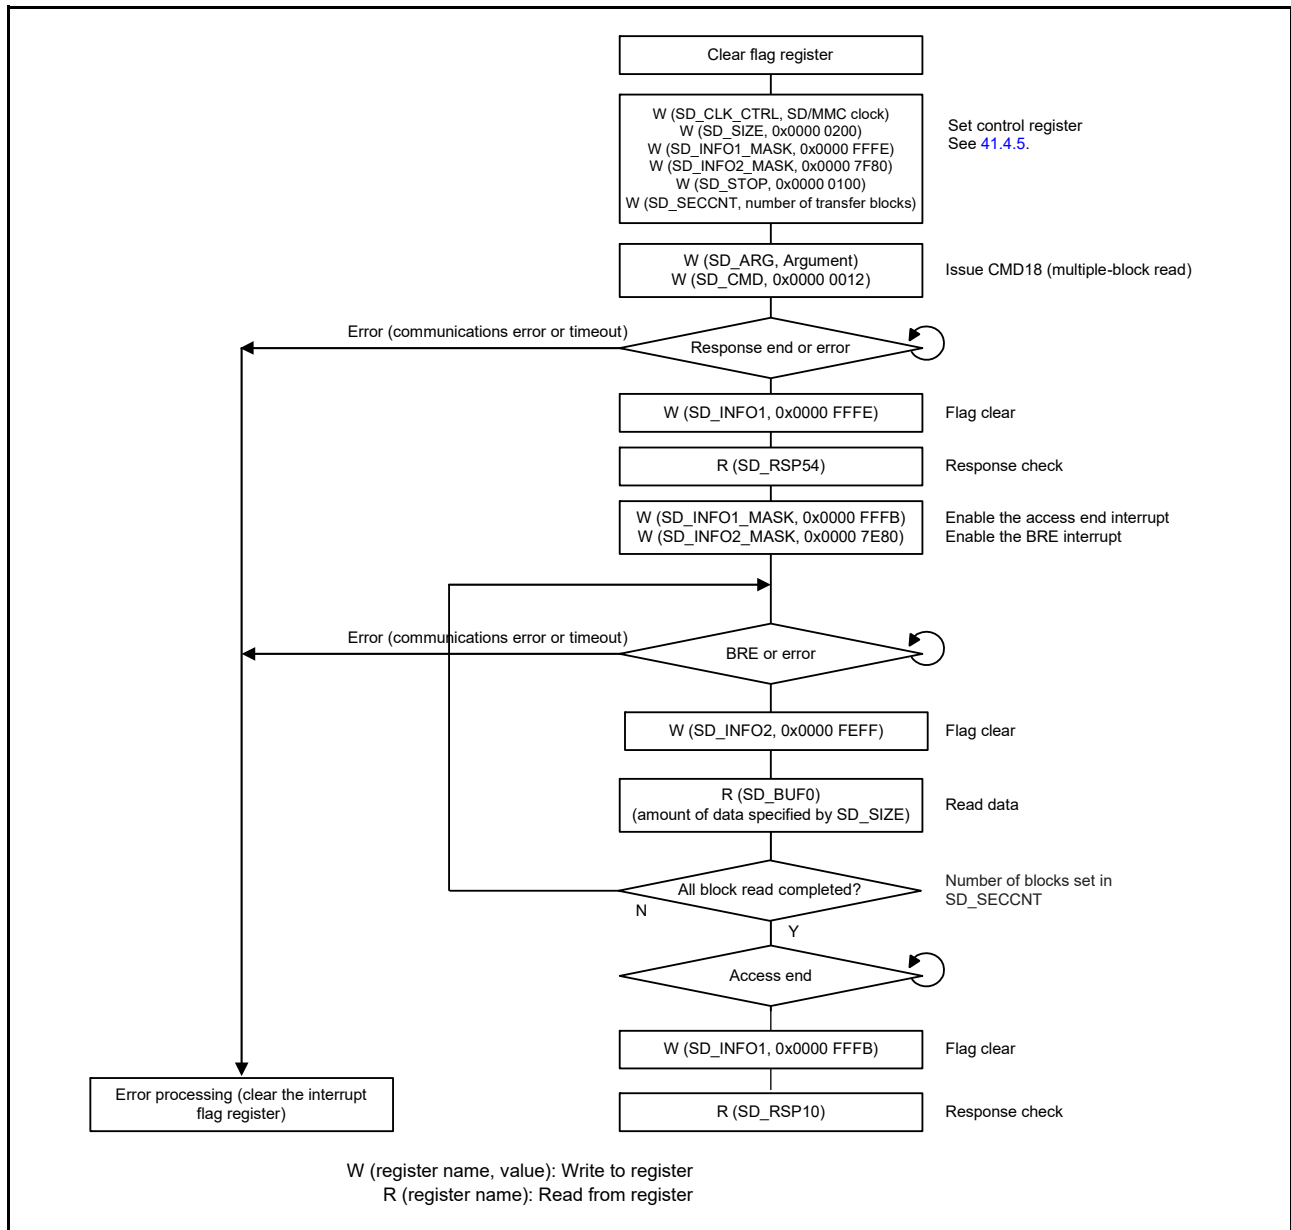 Clear flag register
W (SD_CLK_CTRL, SD/MMC clock)
W (SD_SIZE, 0x0000 0200)
W (SD_INFO1_MASK, 0x0000 FFFE)
W (SD_INFO2_MASK, 0x0000 7F80)
W (SD_STOP, 0x0000 0100)
W (SD_SECCNT, number of transfer blocks)
Set control register
See 41.4.5.
W (SD_ARG, Argument)
W (SD_CMD, 0x0000 0012)
Issue CMD18 (multiple-block read)
Error (communications error or timeout)
Response end or error
W (SD_INFO1, 0x0000 FFFE)
Flag clear
R (SD_RSP54)
Response check
W (SD_INFO1_MASK, 0x0000 FFFB)
W (SD_INFO2_MASK, 0x0000 7E80)
Enable the access end interrupt
Enable the BRE interrupt
Error (communications error or timeout)
BRE or error
W (SD_INFO2, 0x0000 FEFF)
Flag clear
R (SD_BUF0)
(amount of data specified by SD_SIZE)
Read data
All block read completed?
Number of blocks set in
SD_SECCNT
N
Y
Access end
W (SD_INFO1, 0x0000 FFFB)
Flag clear
Error processing (clear the interrupt
flag register)
R (SD_RSP10)
Response check
W (register name, value): Write to register
R (register name): Read from register